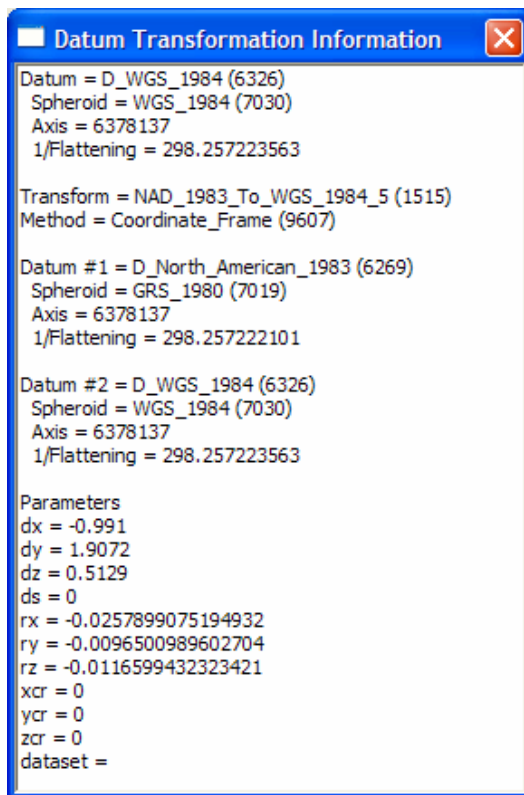 Datum Transformation Information
Datum = D_WGS_1984 (6326)
Spheroid = WGS_1984 (7030)
Axis = 6378137
1/Flattening = 298.257223563
Transform = NAD_1983_To_WGS_1984_5 (1515)
Method = Coordinate_Frame (9607)
Datum #1 = D_North_American_1983 (6269)
Spheroid = GRS_1980 (7019)
Axis = 6378137
1/Flattening = 298.257222101
Datum #2 = D_WGS_1984 (6326)
Spheroid = WGS_1984 (7030)
Axis = 6378137
1/Flattening = 298.257223563
Parameters
dx = -0.991
dy = 1.9072
dz = 0.5129
ds = 0
rx = -0.0257899075194932
ry = -0.0096500989602704
rz = -0.0116599432323421
xcr = 0
ycr = 0
zcr = 0
dataset =